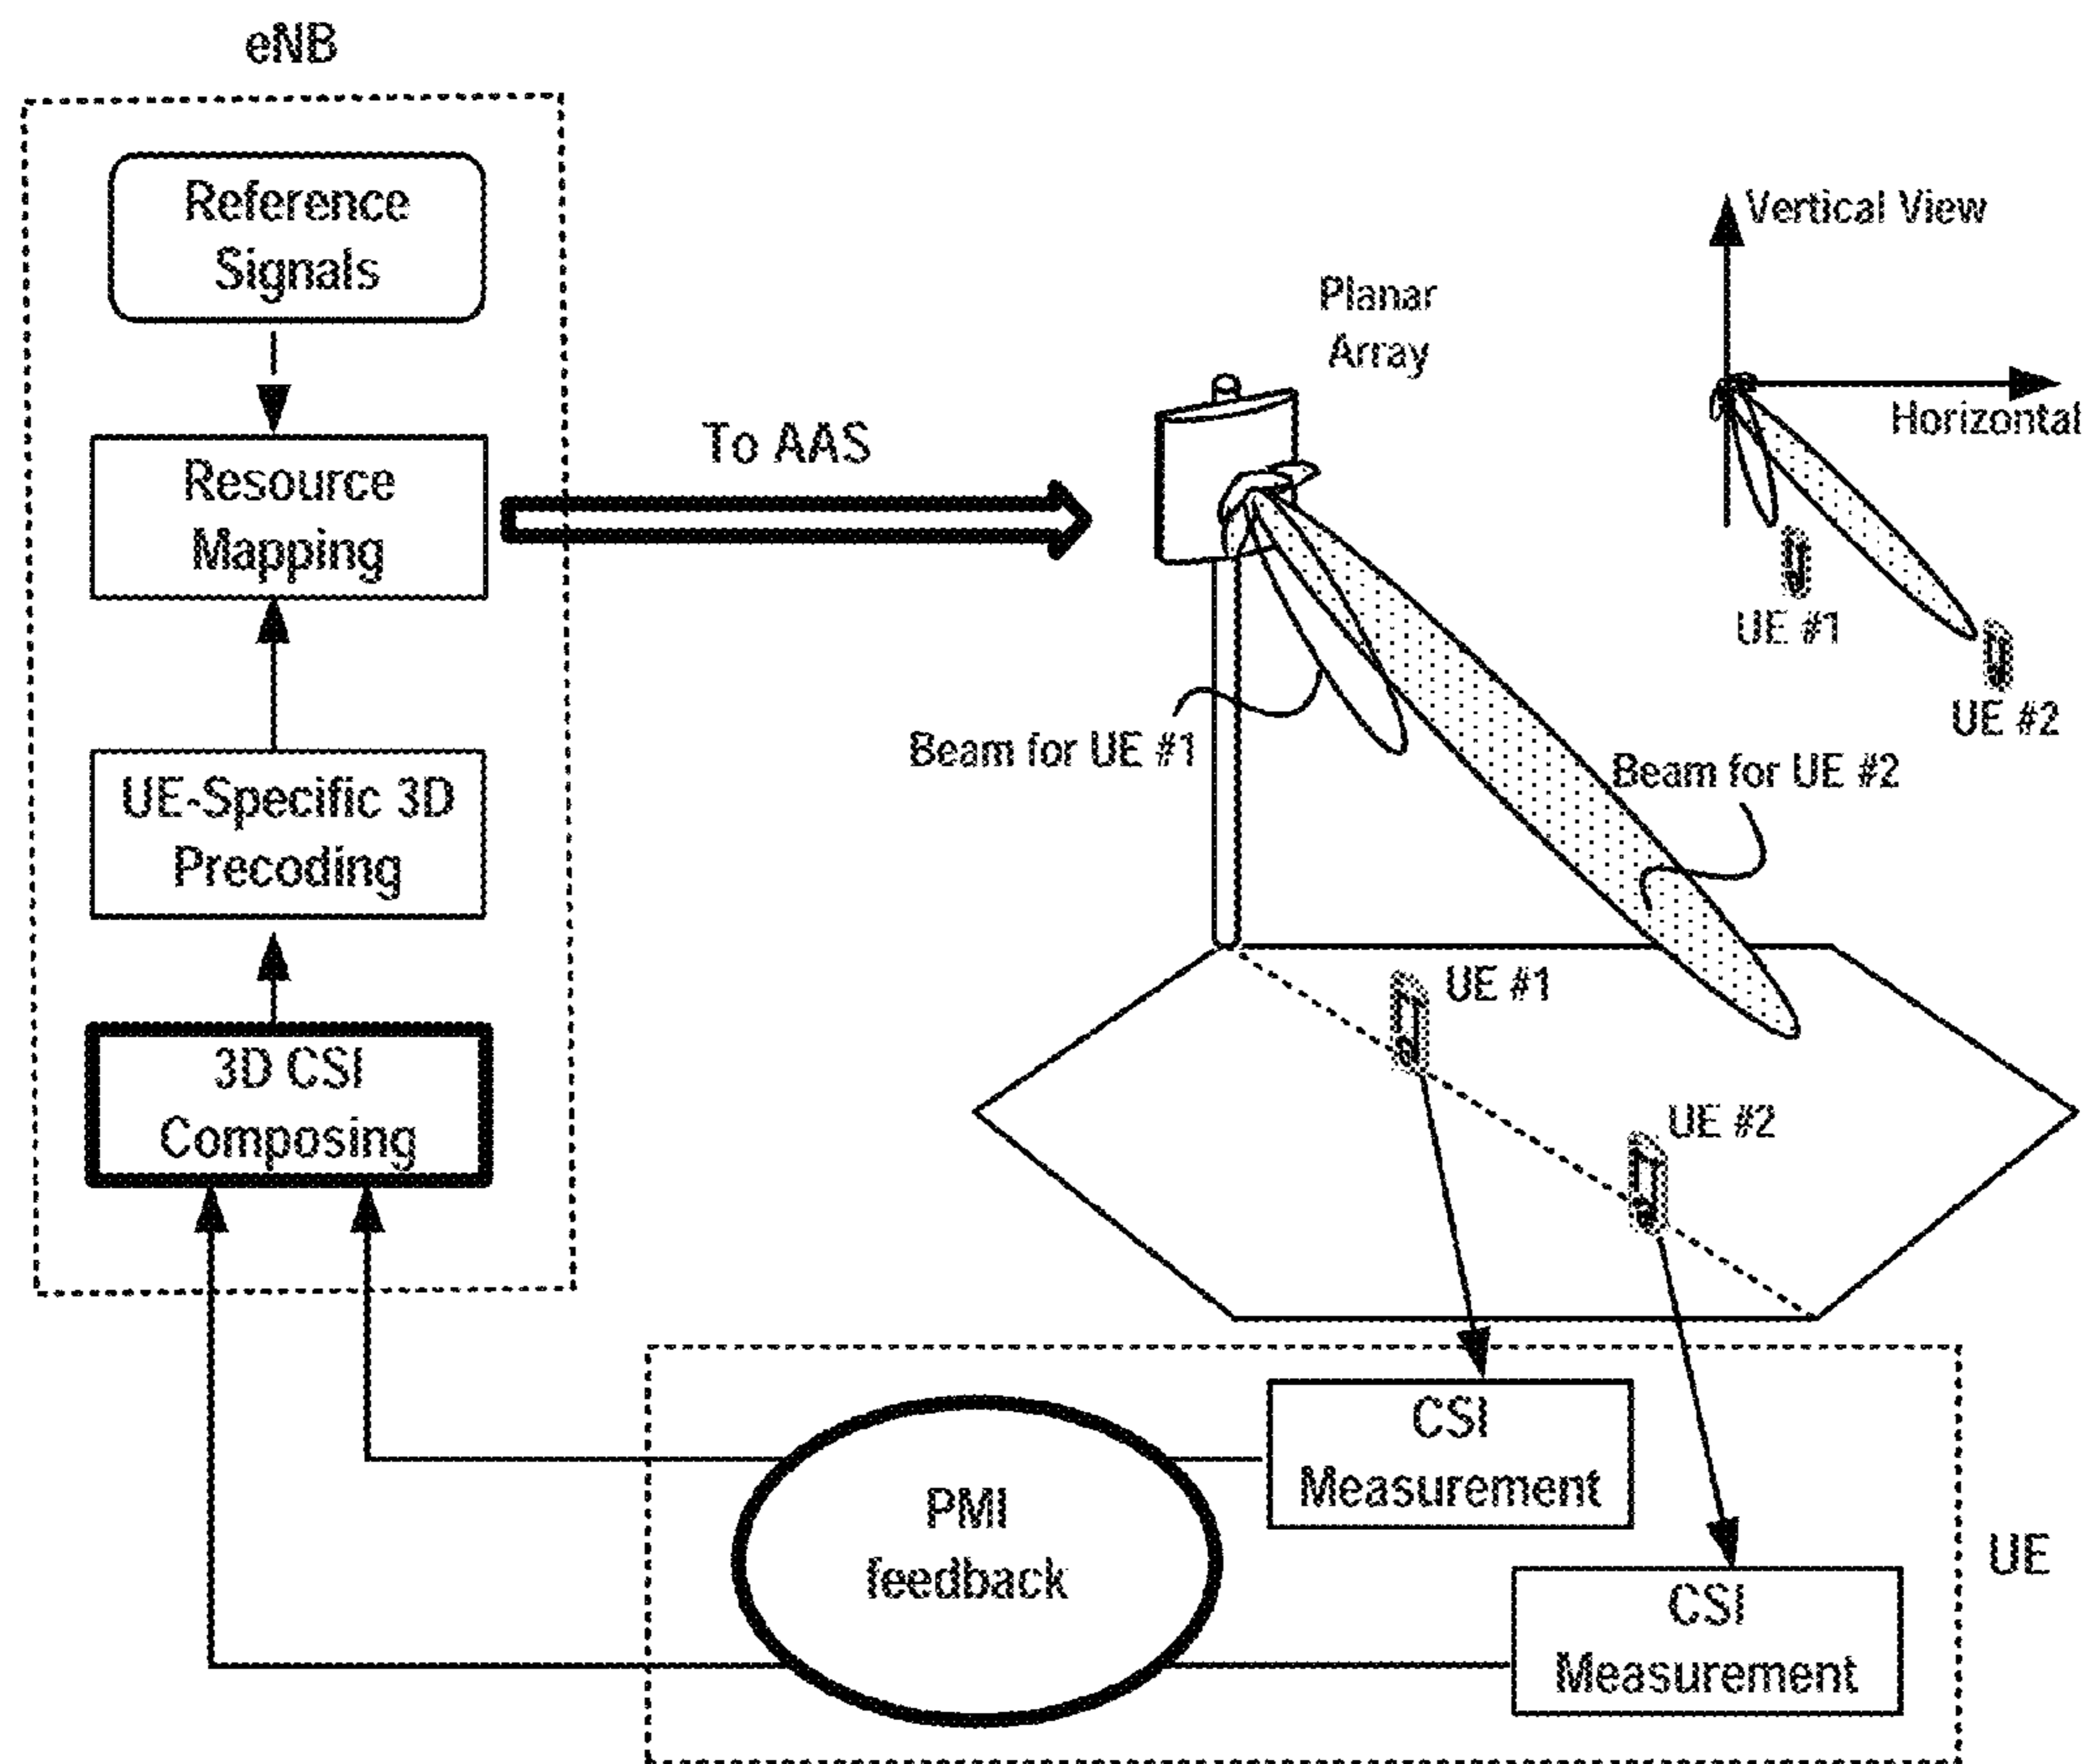 eNB
Reference
Signals
Resource
Mapping
UE-Specific 3D
Precoding
3D CSI
Composing
To AAS
Planar
Array
Vertical View
Horizontal
UE #1
UE #2
Beam for UE #1
Beam for UE #2
UE #1
UE #2
CSI
Measurement
PMI
feedback
CSI
Measurement
UE